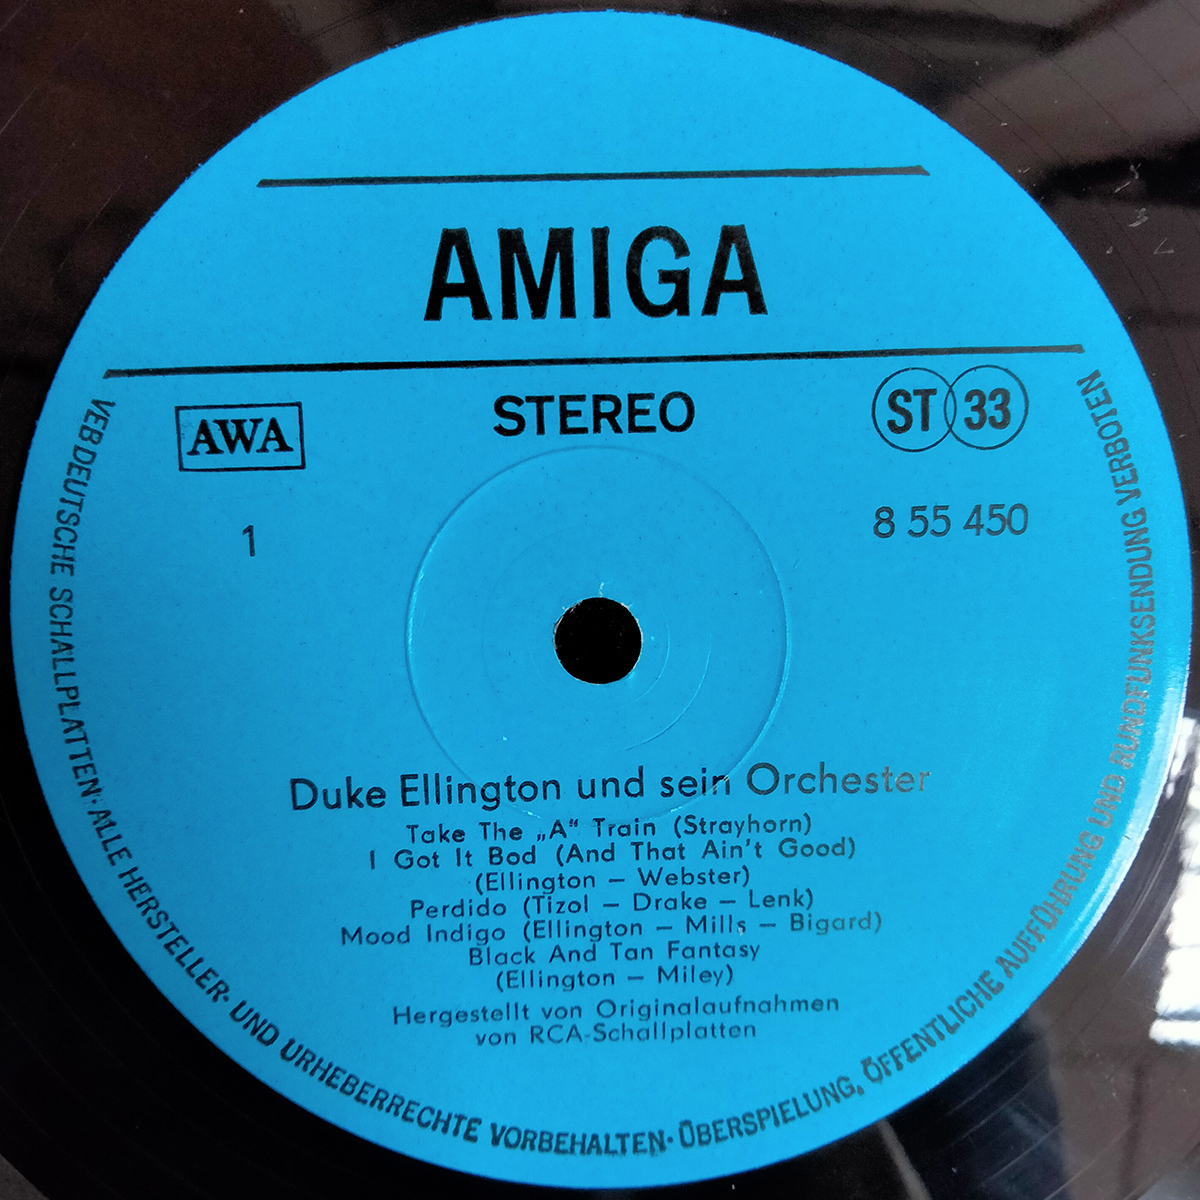 AMIGA
AWA
STEREO
ST 33
1
8 55 450
Duke Ellington und sein Orchester
Take The „A“ Train (Strayhorn)
I Got It Bod (And That Ain't Good)
(Ellington – Webster)
Perdido (Tizol – Drake – Lenk)
Mood Indigo (Ellington – Mills – Bigard)
Black And Tan Fantasy
(Ellington – Miley)
Hergestellt von Originalaufnahmen
von RCA-Schallplatten
VEB DEUTSCHE SCHALLPLATTEN· ALLE HERSTELLER- UND URHEBERRECHTE VORBEHALTEN· ÜBERSPIELUNG, ÖFFENTLICHE AUFFÜHRUNG UND RUNDFUNKSENDUNG VERBOTEN